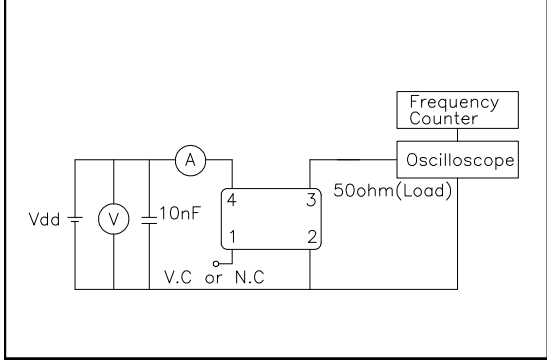 Frequency
Counter
Oscilloscope
A
50ohm(Load)
4 3
Vdd
V
10nF
1 2
V.C or N.C